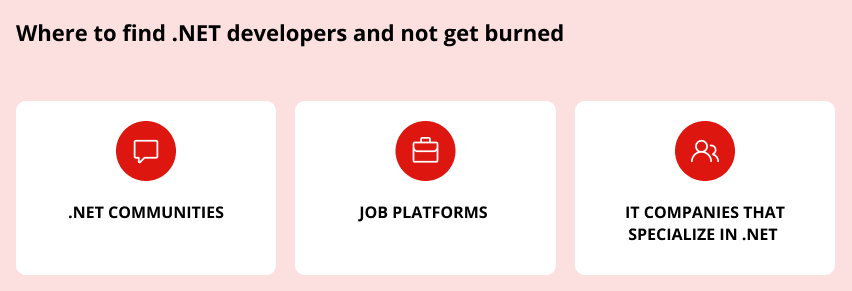 Where to find .NET developers and not get burned
.NET COMMUNITIES
JOB PLATFORMS
IT COMPANIES THAT
SPECIALIZE IN .NET